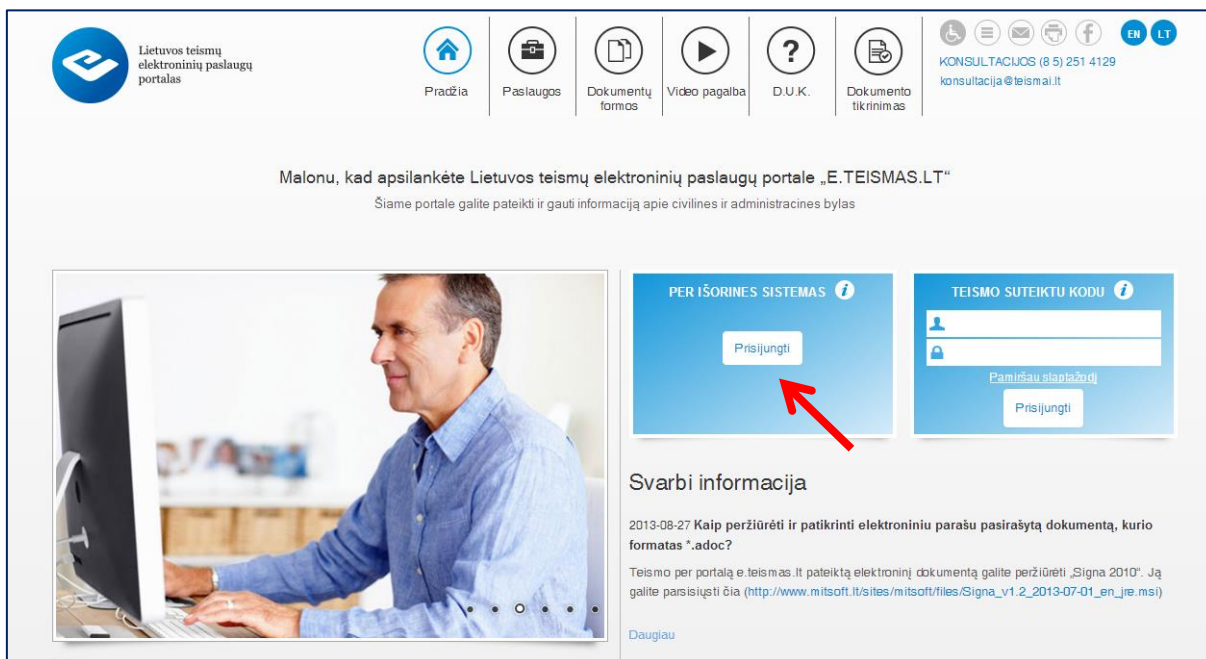 Lietuvos teismų
elektroninių paslaugų
portalas
Pradžia
Paslaugos
Dokumentų
formos
Video pagalba
D.U.K.
Dokumento
tikrinimas
EN
LT
KONSULTACIJOS (8 5) 251 4129
konsultacija@teismai.lt
Malonu, kad apsilankėte Lietuvos teismų elektroninių paslaugų portale „E.TEISMAS.LT“
Šiame portale galite pateikti ir gauti informaciją apie civilines ir administracines bylas
PER IŠORINES SISTEMAS
Prisijungti
TEISMO SUTEIKTU KODU
Pamiršau slaptažodį
Prisijungti
Svarbi informacija
2013-08-27 Kaip peržiūrėti ir patikrinti elektroniniu parašu pasirašytą dokumentą, kurio
formatas *.adoc?
Teismo per portalą e.teismas.lt pateiktą elektroninį dokumentą galite peržiūrėti „Signa 2010“. Ją
galite parsisiųsti čia (http://www.mitsoft.lt/sites/mitsoft/files/Signa_v1.2_2013-07-01_en_jre.msi)
Daugiau